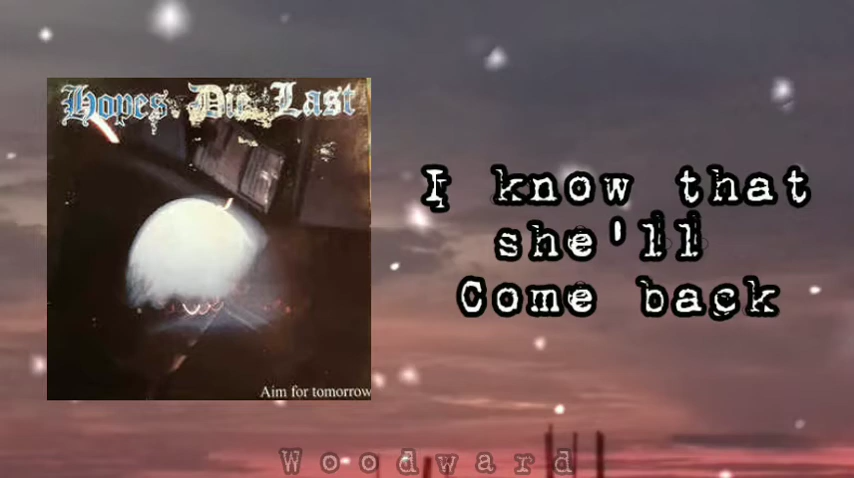 Hopes Die Last
Aim for tomorrow
I know that
she'll
Come back
Woodward